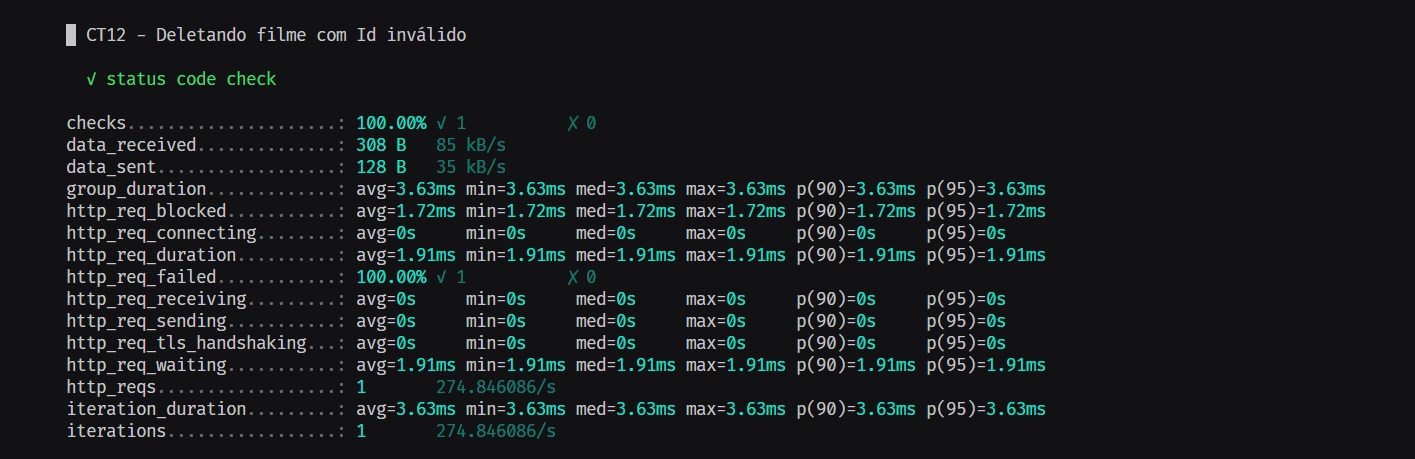 █ CT12 - Deletando filme com Id inválido
√ status code check
checks.....................: 100.00% √ 1 ✗ 0
data_received..............: 308 B 85 kB/s
data_sent..................: 128 B 35 kB/s
group_duration.............: avg=3.63ms min=3.63ms med=3.63ms max=3.63ms p(90)=3.63ms p(95)=3.63ms
http_req_blocked...........: avg=1.72ms min=1.72ms med=1.72ms max=1.72ms p(90)=1.72ms p(95)=1.72ms
http_req_connecting........: avg=0s min=0s med=0s max=0s p(90)=0s p(95)=0s
http_req_duration..........: avg=1.91ms min=1.91ms med=1.91ms max=1.91ms p(90)=1.91ms p(95)=1.91ms
http_req_failed............: 100.00% √ 1 ✗ 0
http_req_receiving.........: avg=0s min=0s med=0s max=0s p(90)=0s p(95)=0s
http_req_sending...........: avg=0s min=0s med=0s max=0s p(90)=0s p(95)=0s
http_req_tls_handshaking...: avg=0s min=0s med=0s max=0s p(90)=0s p(95)=0s
http_req_waiting...........: avg=1.91ms min=1.91ms med=1.91ms max=1.91ms p(90)=1.91ms p(95)=1.91ms
http_reqs..................: 1 274.846086/s
iteration_duration.........: avg=3.63ms min=3.63ms med=3.63ms max=3.63ms p(90)=3.63ms p(95)=3.63ms
iterations.................: 1 274.846086/s